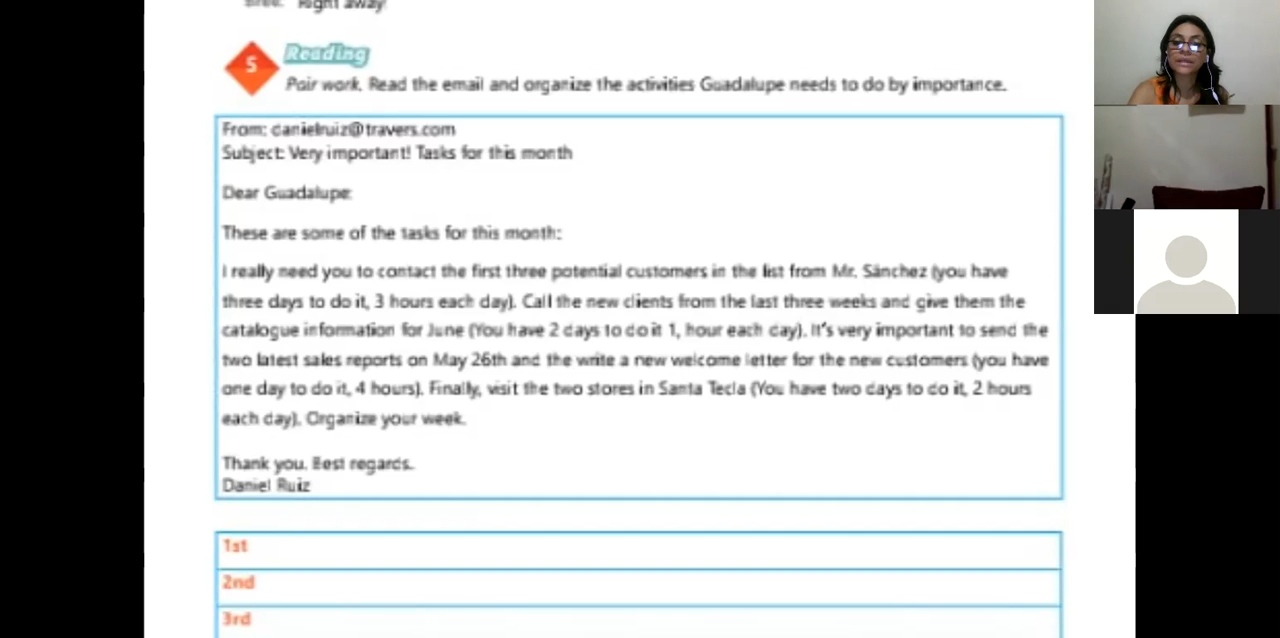 Right away
5
Reading
Pair work. Read the email and organize the activities Guadalupe needs to do by importance.
From: danielruiz@travers.com
Subject: Very important! Tasks for this month
Dear Guadalupe:
These are some of the tasks for this month:
I really need you to contact the first three potential customers in the list from Mr. Sánchez (you have
three days to do it, 3 hours each day). Call the new clients from the last three weeks and give them the
catalogue information for June (You have 2 days to do it 1, hour each day). It's very important to send the
two latest sales reports on May 26th and the write a new welcome letter for the new customers (you have
one day to do it, 4 hours). Finally, visit the two stores in Santa Tecla (You have two days to do it, 2 hours
each day). Organize your week.
Thank you. Best regards.
Daniel Ruiz
1st
2nd
3rd